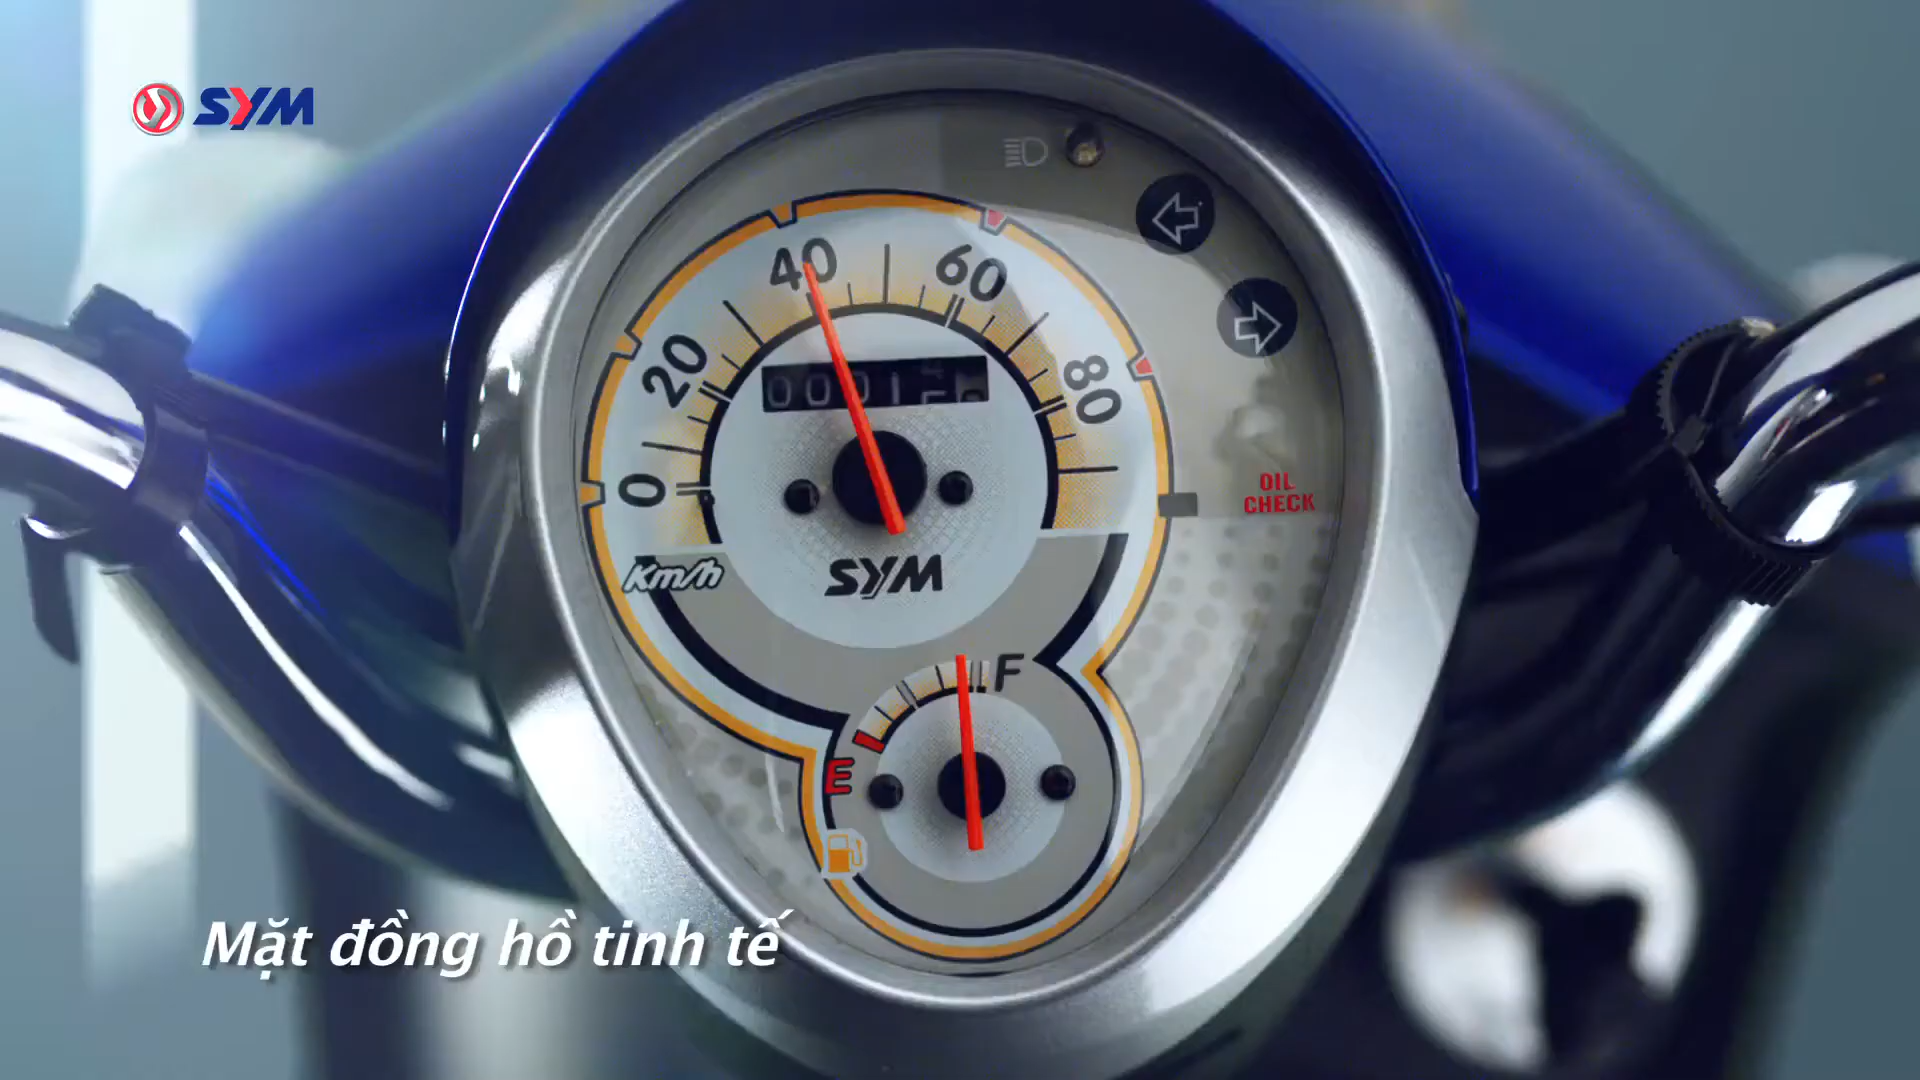 SYM
40
60
20
80
0
OIL
CHECK
Km/h
SYM
F
E
Mặt đồng hồ tinh tế